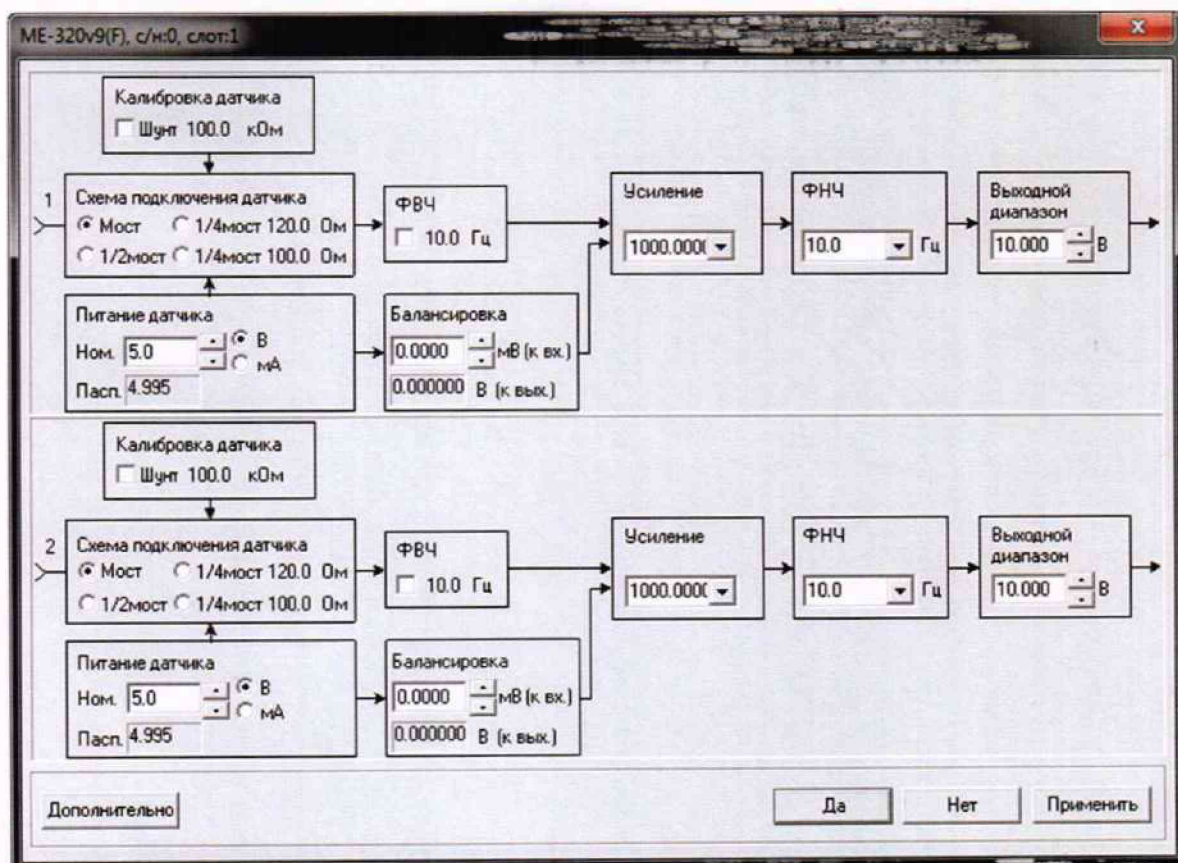 ME-320v9(F), с/н:0, слот:1
Калибровка датчика
Шунт 100.0 кОм
1
Схема подключения датчика
Мост 1/4мост 120.0 Ом
1/2мост 1/4мост 100.0 Ом
ФВЧ
10.0 Гц
Усиление
1000.000(
ФНЧ
10.0 Гц
Выходной
диапазон
10.000 В
Питание датчика
Ном. 5.0 В
мА
Пасп. 4.995
Балансировка
0.0000 мВ (к вх.)
0.000000 В (к вых.)
Калибровка датчика
Шунт 100.0 кОм
2
Схема подключения датчика
Мост 1/4мост 120.0 Ом
1/2мост 1/4мост 100.0 Ом
ФВЧ
10.0 Гц
Усиление
1000.000(
ФНЧ
10.0 Гц
Выходной
диапазон
10.000 В
Питание датчика
Ном. 5.0 В
мА
Пасп. 4.995
Балансировка
0.0000 мВ (к вх.)
0.000000 В (к вых.)
Дополнительно
Да
Нет
Применить